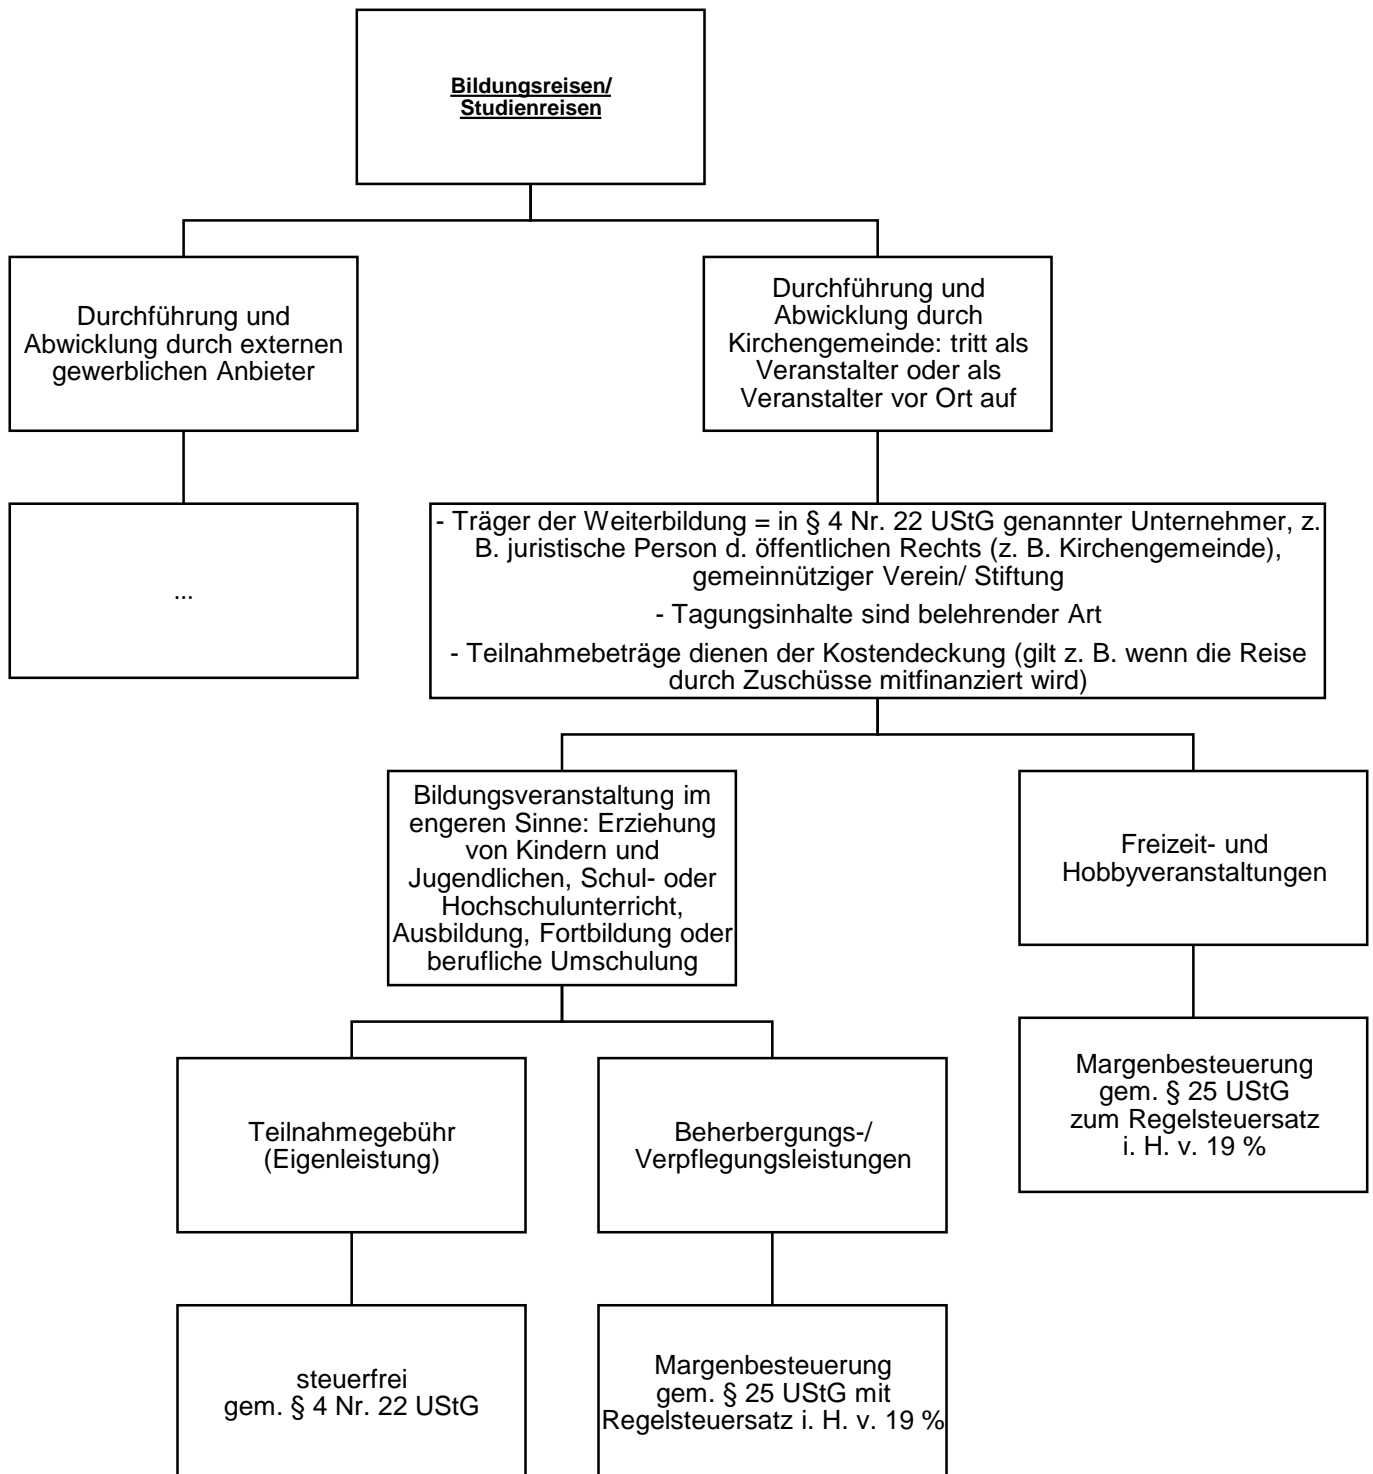 Bildungsreisen/
Studienreisen
Durchführung und
Abwicklung durch externen
gewerblichen Anbieter
Durchführung und
Abwicklung durch
Kirchengemeinde: tritt als
Veranstalter oder als
Veranstalter vor Ort auf
...
- Träger der Weiterbildung = in § 4 Nr. 22 UStG genannter Unternehmer, z.
B. juristische Person d. öffentlichen Rechts (z. B. Kirchengemeinde),
gemeinnütziger Verein/ Stiftung
- Tagungsinhalte sind belehrender Art
- Teilnahmebeträge dienen der Kostendeckung (gilt z. B. wenn die Reise
durch Zuschüsse mitfinanziert wird)
Bildungsveranstaltung im
engeren Sinne: Erziehung
von Kindern und
Jugendlichen, Schul- oder
Hochschulunterricht,
Ausbildung, Fortbildung oder
berufliche Umschulung
Freizeit- und
Hobbyveranstaltungen
Teilnahmegebühr
(Eigenleistung)
Beherbergungs-/
Verpflegungsleistungen
Margenbesteuerung
gem. § 25 UStG
zum Regelsteuersatz
i. H. v. 19 %
steuerfrei
gem. § 4 Nr. 22 UStG
Margenbesteuerung
gem. § 25 UStG mit
Regelsteuersatz i. H. v. 19 %